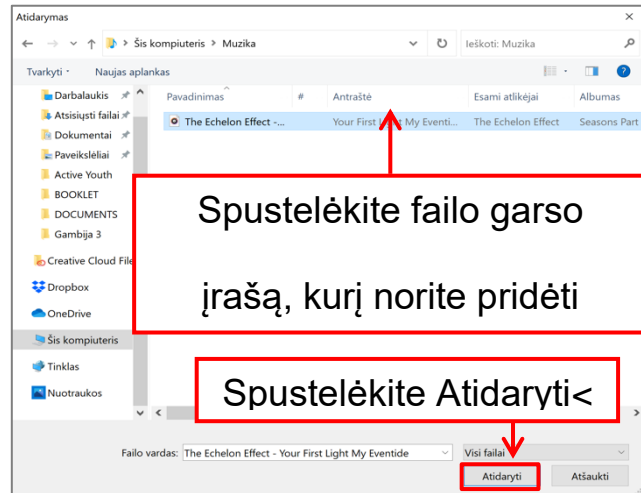 Atidarymas
Šis kompiuteris > Muzika
Ieškoti: Muzika
Tvarkyti
Naujas aplankas
Pavadinimas # Antraštė Esami atlikėjai Albumas
The Echelon Effect -... Your First Light My Eventi... The Echelon Effect Seasons Part
Darbalaukis
Atsisiųsti failai
Dokumentai
Paveikslėliai
Active Youth
BOOKLET
DOCUMENTS
Gambija 3
Creative Cloud File
Dropbox
OneDrive
Šis kompiuteris
Tinklas
Nuotraukos
Spustelėkite failo garso
įrašą, kurį norite pridėti
Spustelėkite Atidaryti<
Failo vardas: The Echelon Effect - Your First Light My Eventide
Visi failai
Atidaryti Atšaukti